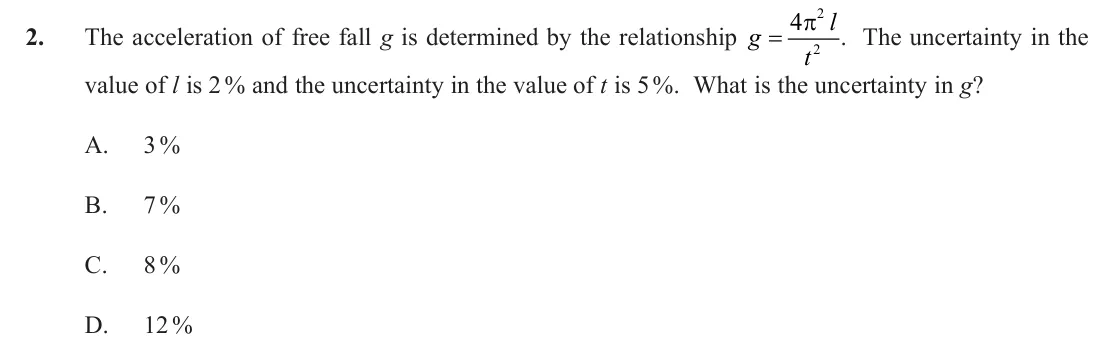 2. The acceleration of free fall g is determined by the relationship g = 4π² l / t². The uncertainty in the
value of l is 2% and the uncertainty in the value of t is 5%. What is the uncertainty in g?
A. 3%
B. 7%
C. 8%
D. 12%